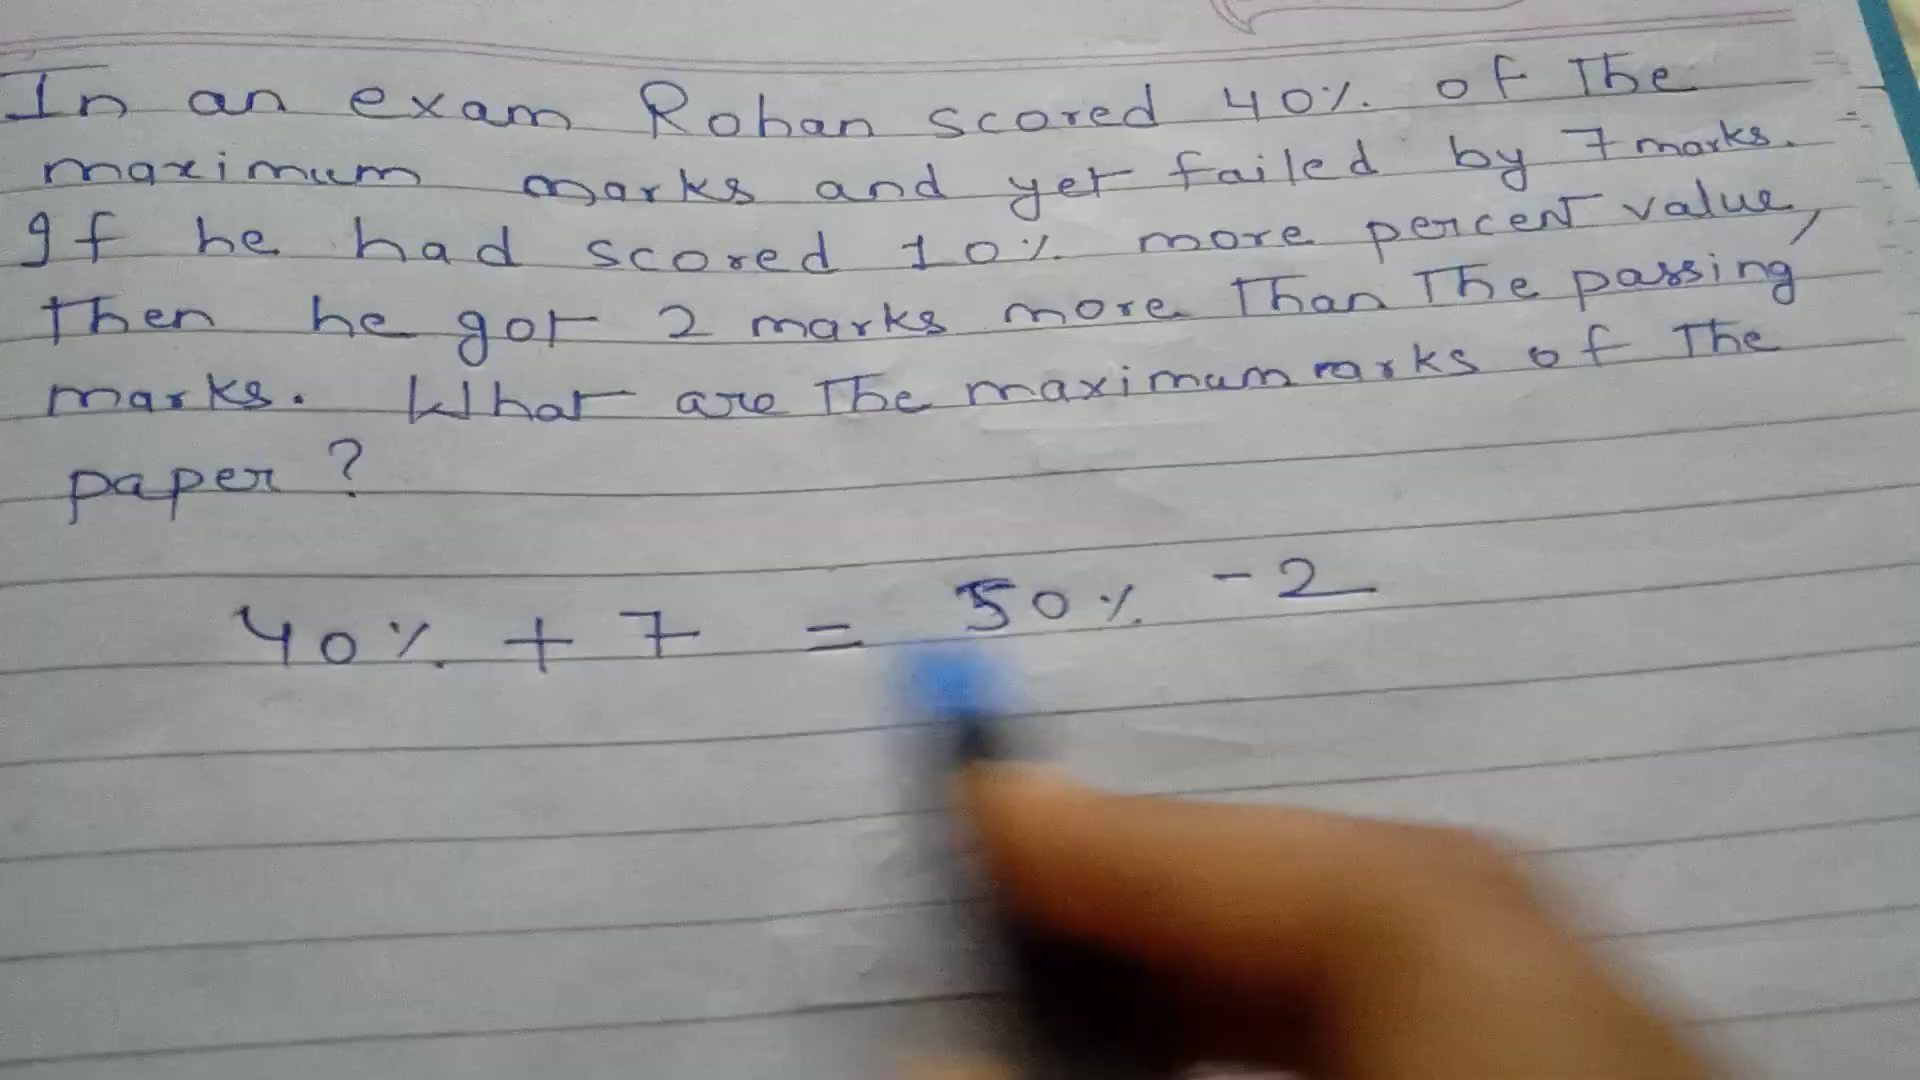 In an exam Rohan scored 40% of The
maximum marks and yet failed by 7 marks.
If he had scored 10% more percent value,
Then he got 2 marks more Than The passing
marks. What are The maximum marks of The
paper?
40% + 7 = 50% - 2